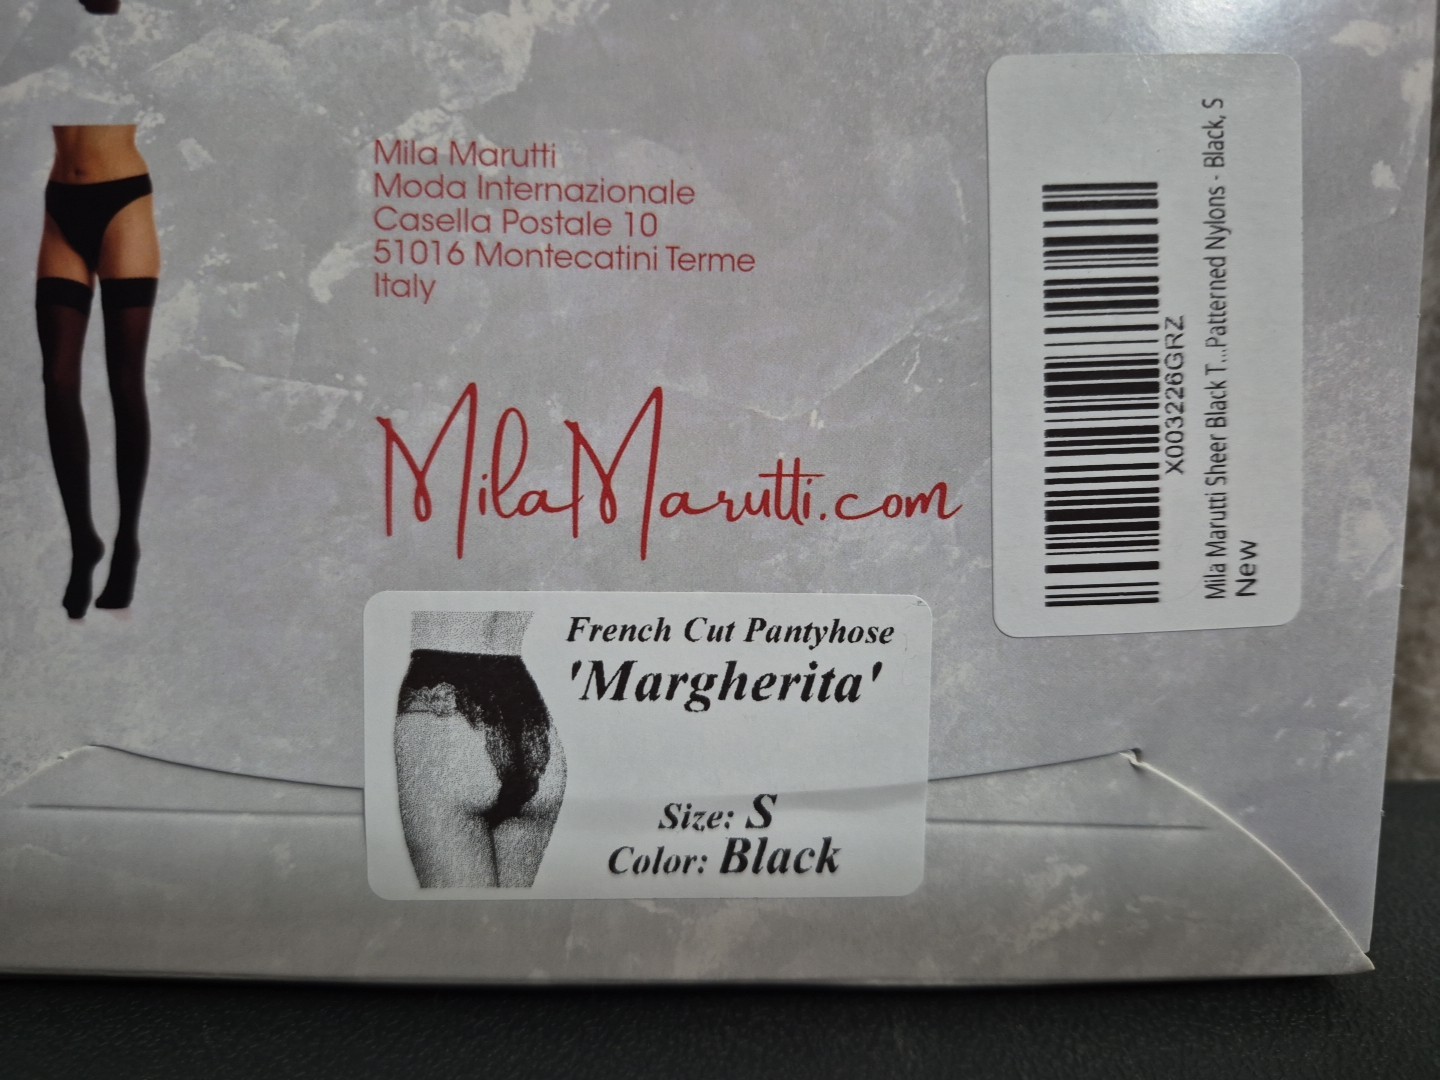 Mila Marutti
Moda Internazionale
Casella Postale 10
51016 Montecatini Terme
Italy
MilaMarutti.com
French Cut Pantyhose
'Margherita'
Size: S
Color: Black
X003226GRZ
Mila Marutti Sheer Black T...Patterned Nylons - Black, S
New